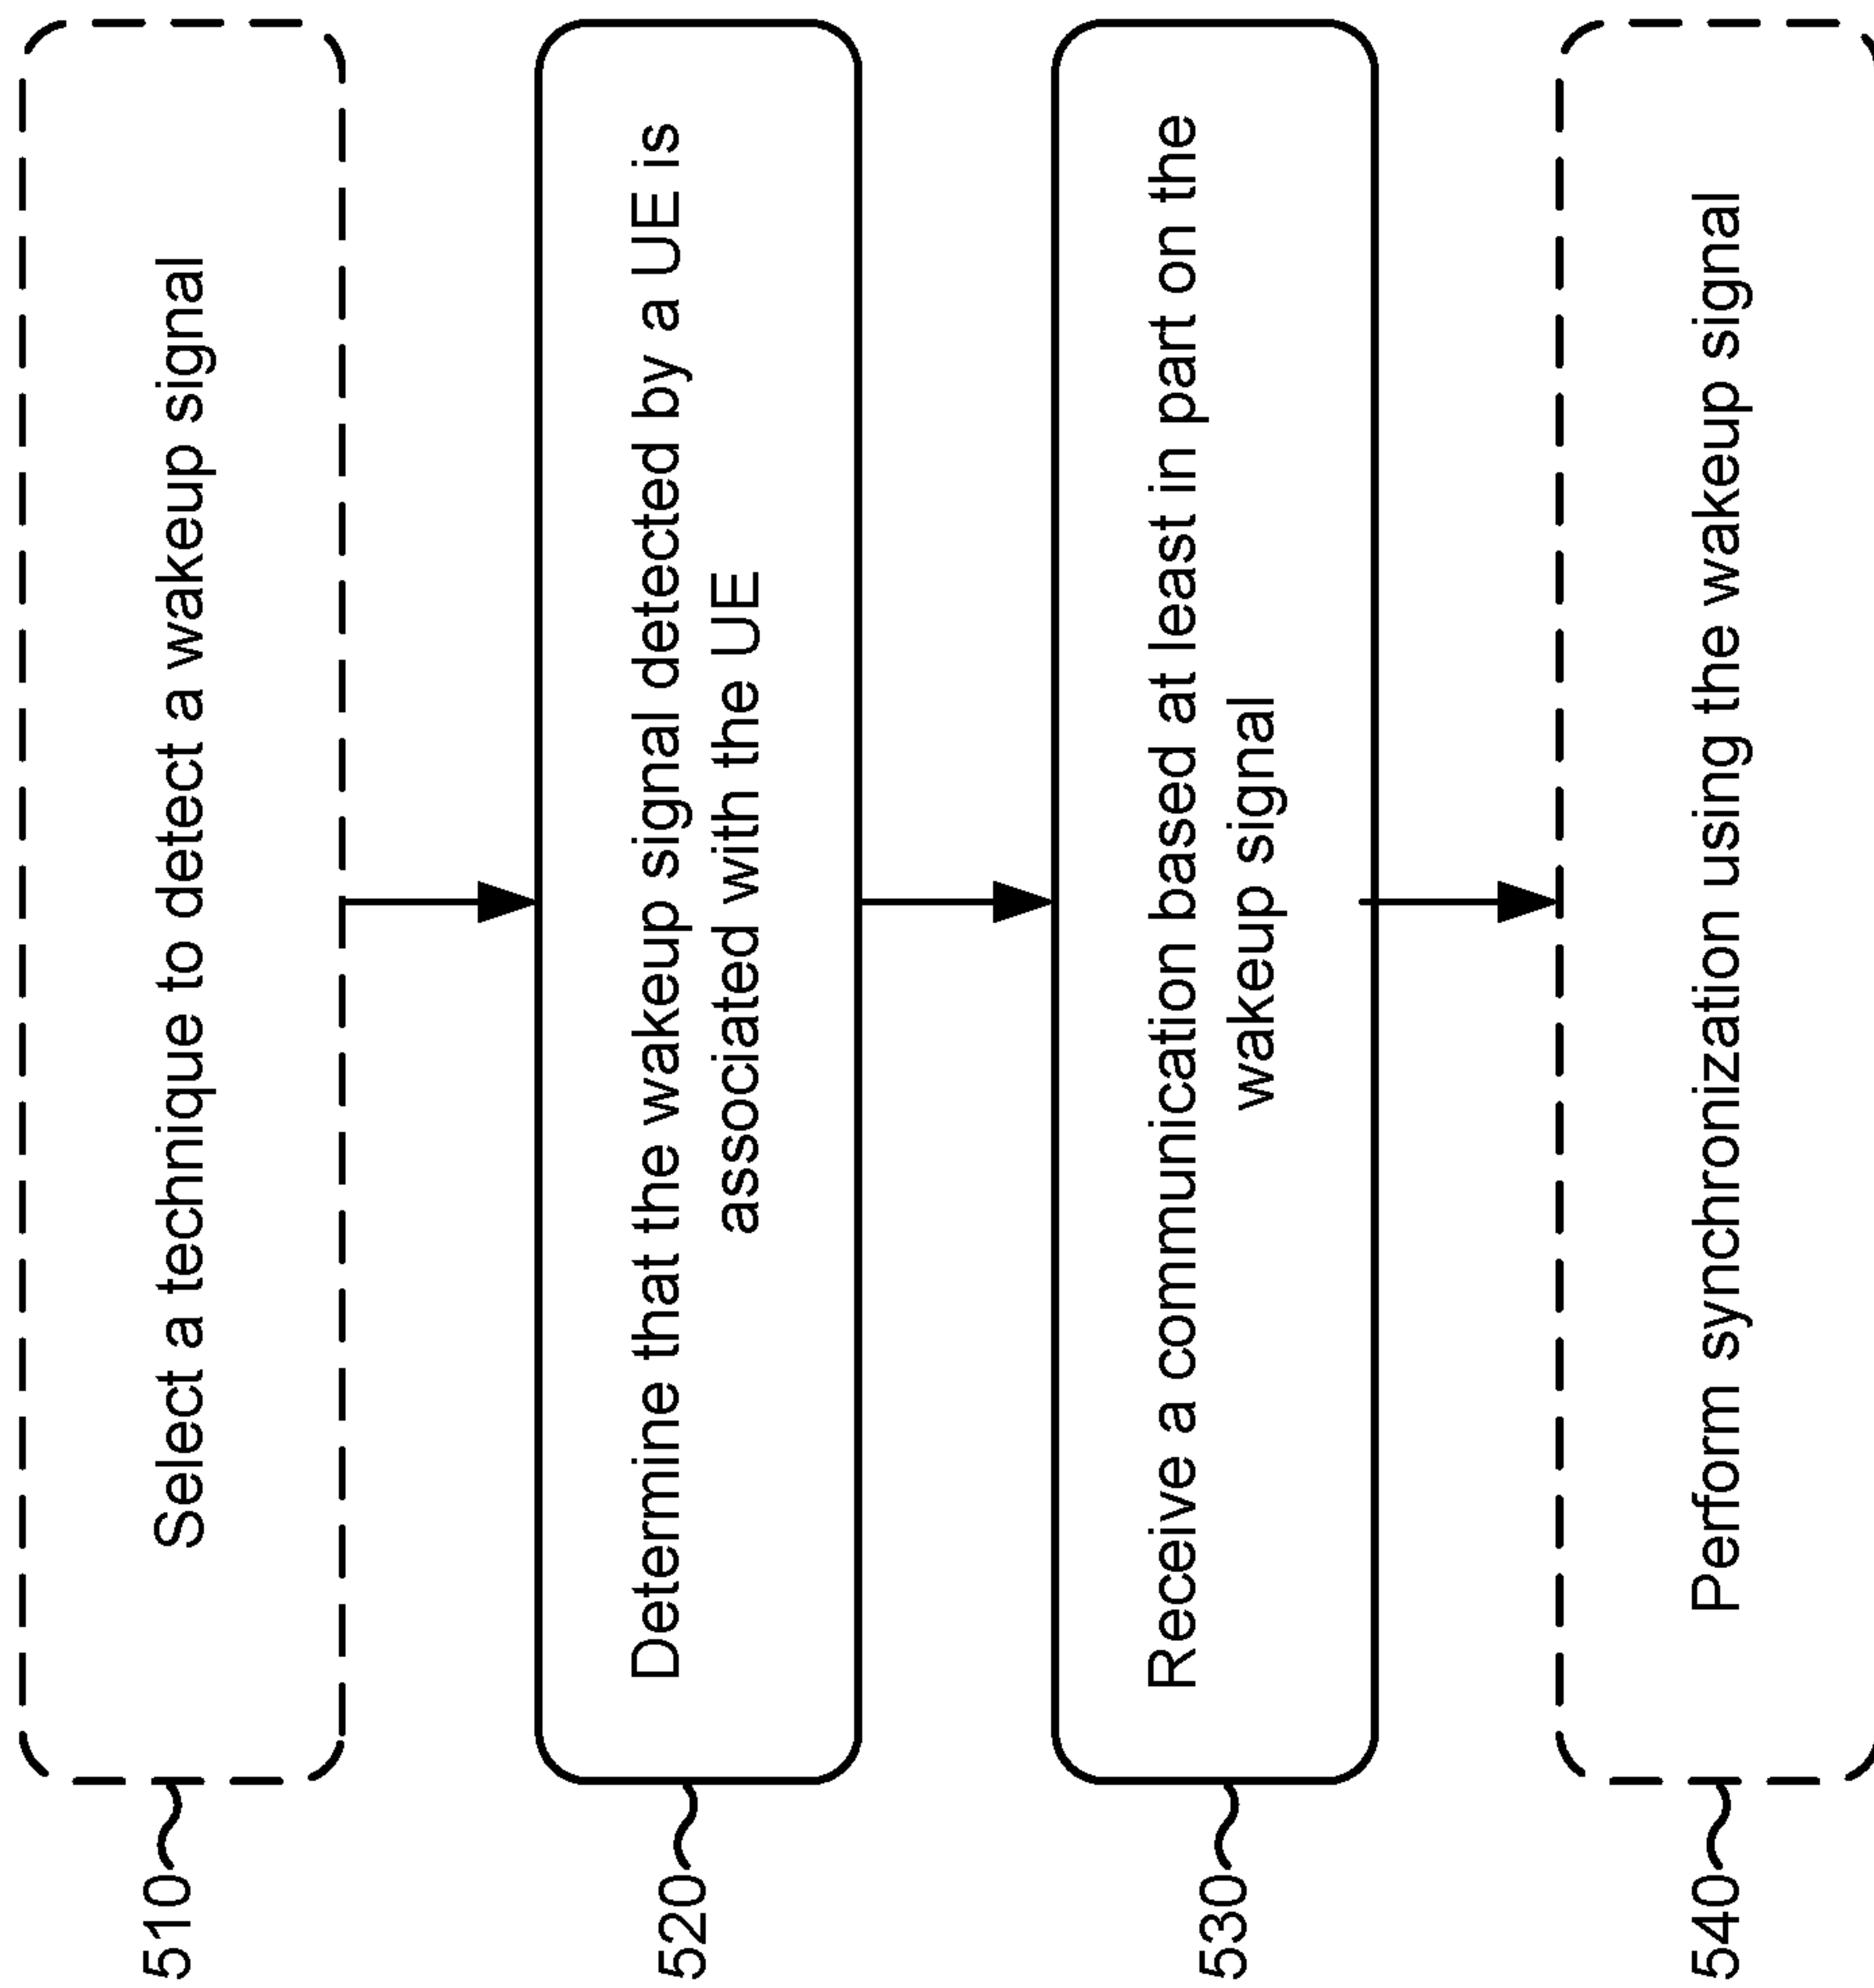 510
Select a technique to detect a wakeup signal
520
Determine that the wakeup signal detected by a UE is
associated with the UE
530
Receive a communication based at least in part on the
wakeup signal
540
Perform synchronization using the wakeup signal